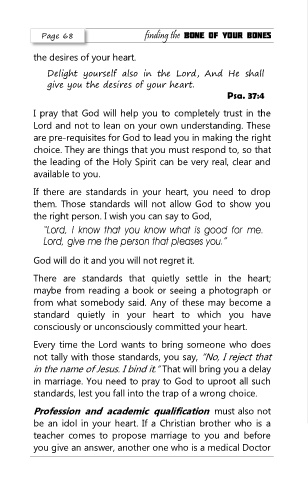 Page 68
finding the BONE OF YOUR BONES
the desires of your heart.
Delight yourself also in the Lord, And He shall
give you the desires of your heart.
Psa. 37:4
I pray that God will help you to completely trust in the
Lord and not to lean on your own understanding. These
are pre-requisites for God to lead you in making the right
choice. They are things that you must respond to, so that
the leading of the Holy Spirit can be very real, clear and
available to you.
If there are standards in your heart, you need to drop
them. Those standards will not allow God to show you
the right person. I wish you can say to God,
"Lord, I know that you know what is good for me.
Lord, give me the person that pleases you."
God will do it and you will not regret it.
There are standards that quietly settle in the heart;
maybe from reading a book or seeing a photograph or
from what somebody said. Any of these may become a
standard quietly in your heart to which you have
consciously or unconsciously committed your heart.
Every time the Lord wants to bring someone who does
not tally with those standards, you say, "No, I reject that
in the name of Jesus. I bind it." That will bring you a delay
in marriage. You need to pray to God to uproot all such
standards, lest you fall into the trap of a wrong choice.
Profession and academic qualification must also not
be an idol in your heart. If a Christian brother who is a
teacher comes to propose marriage to you and before
you give an answer, another one who is a medical Doctor